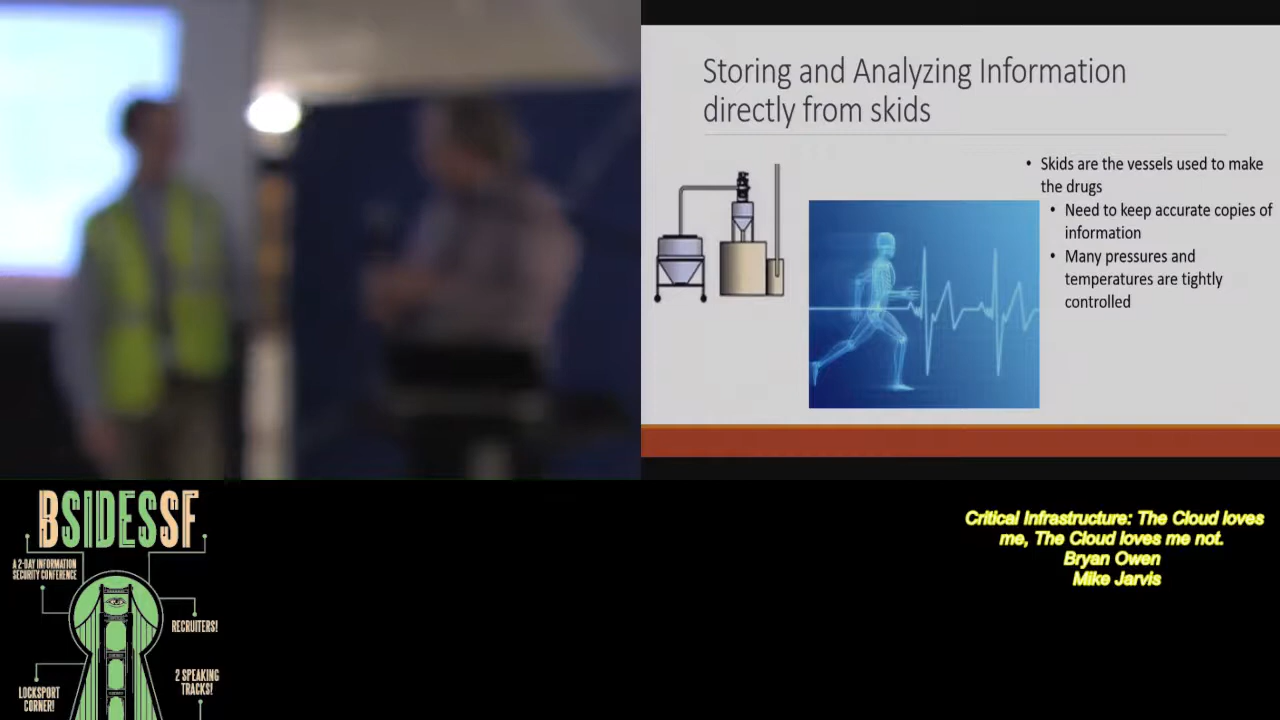 Storing and Analyzing Information
directly from skids
• Skids are the vessels used to make
the drugs
• Need to keep accurate copies of
information
• Many pressures and
temperatures are tightly
controlled
BSIDESSF
A 2-DAY INFORMATION
SECURITY CONFERENCE
RECRUITERS!
2 SPEAKING
TRACKS!
LOCKSPORT
CORNER!
Critical Infrastructure: The Cloud loves
me, The Cloud loves me not.
Bryan Owen
Mike Jarvis